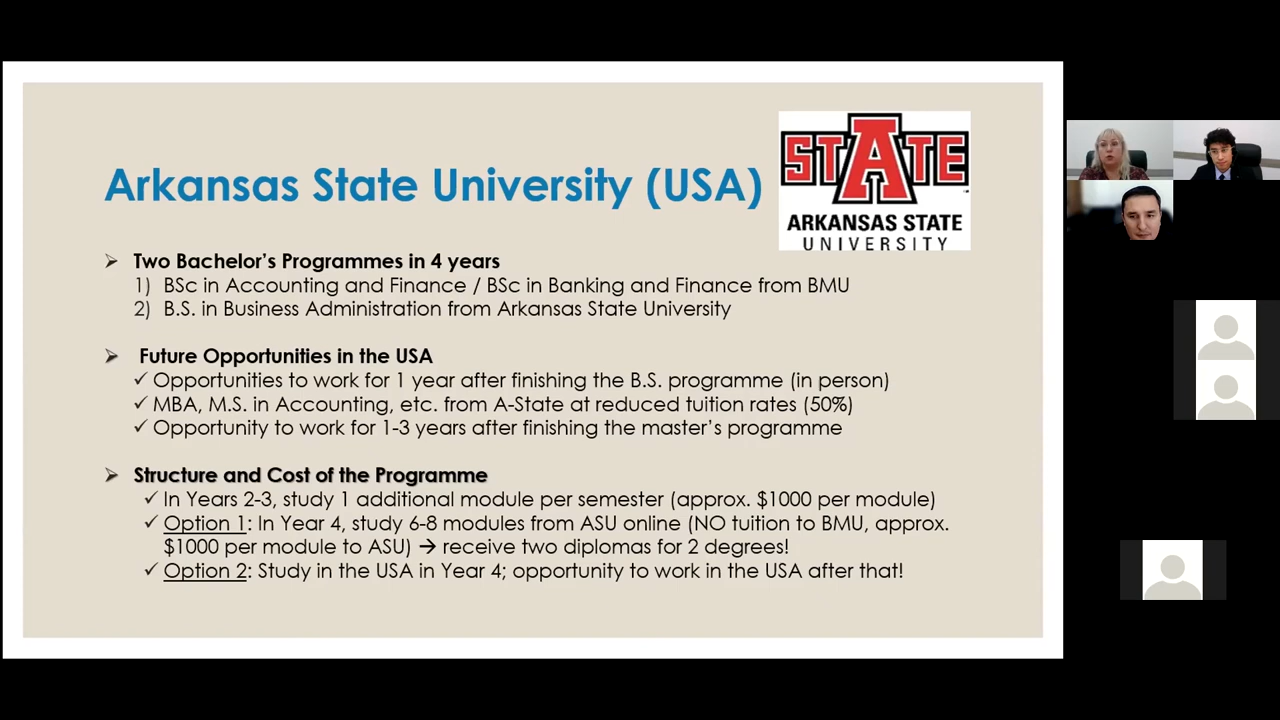 STATE
ARKANSAS STATE
UNIVERSITY
Arkansas State University (USA)
Two Bachelor's Programmes in 4 years
1) BSc in Accounting and Finance / BSc in Banking and Finance from BMU
2) B.S. in Business Administration from Arkansas State University
Future Opportunities in the USA
✓ Opportunities to work for 1 year after finishing the B.S. programme (in person)
✓ MBA, M.S. in Accounting, etc. from A-State at reduced tuition rates (50%)
✓ Opportunity to work for 1-3 years after finishing the master's programme
Structure and Cost of the Programme
✓ In Years 2-3, study 1 additional module per semester (approx. $1000 per module)
✓ Option 1: In Year 4, study 6-8 modules from ASU online (NO tuition to BMU, approx.
$1000 per module to ASU) → receive two diplomas for 2 degrees!
✓ Option 2: Study in the USA in Year 4; opportunity to work in the USA after that!